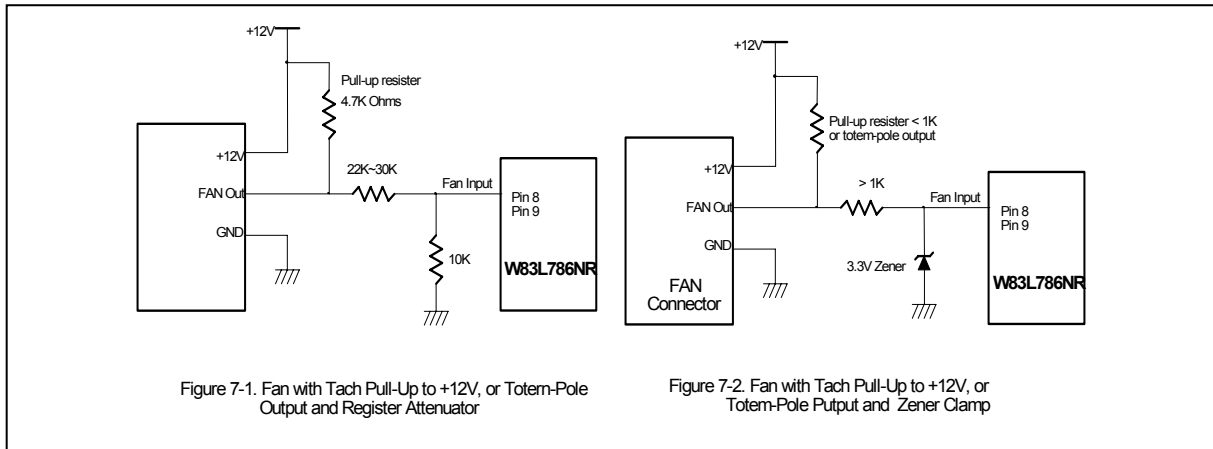 +12V
Pull-up resister
4.7K Ohms
+12V
FAN Out
GND
22K~30K
Fan Input
10K
Pin 8
Pin 9
W83L786NR
Figure 7-1. Fan with Tach Pull-Up to +12V, or Totem-Pole
Output and Register Attenuator
+12V
Pull-up resister < 1K
or totem-pole output
+12V
FAN Out
GND
FAN
Connector
> 1K
Fan Input
3.3V Zener
Pin 8
Pin 9
W83L786NR
Figure 7-2. Fan with Tach Pull-Up to +12V, or
Totem-Pole Putput and Zener Clamp